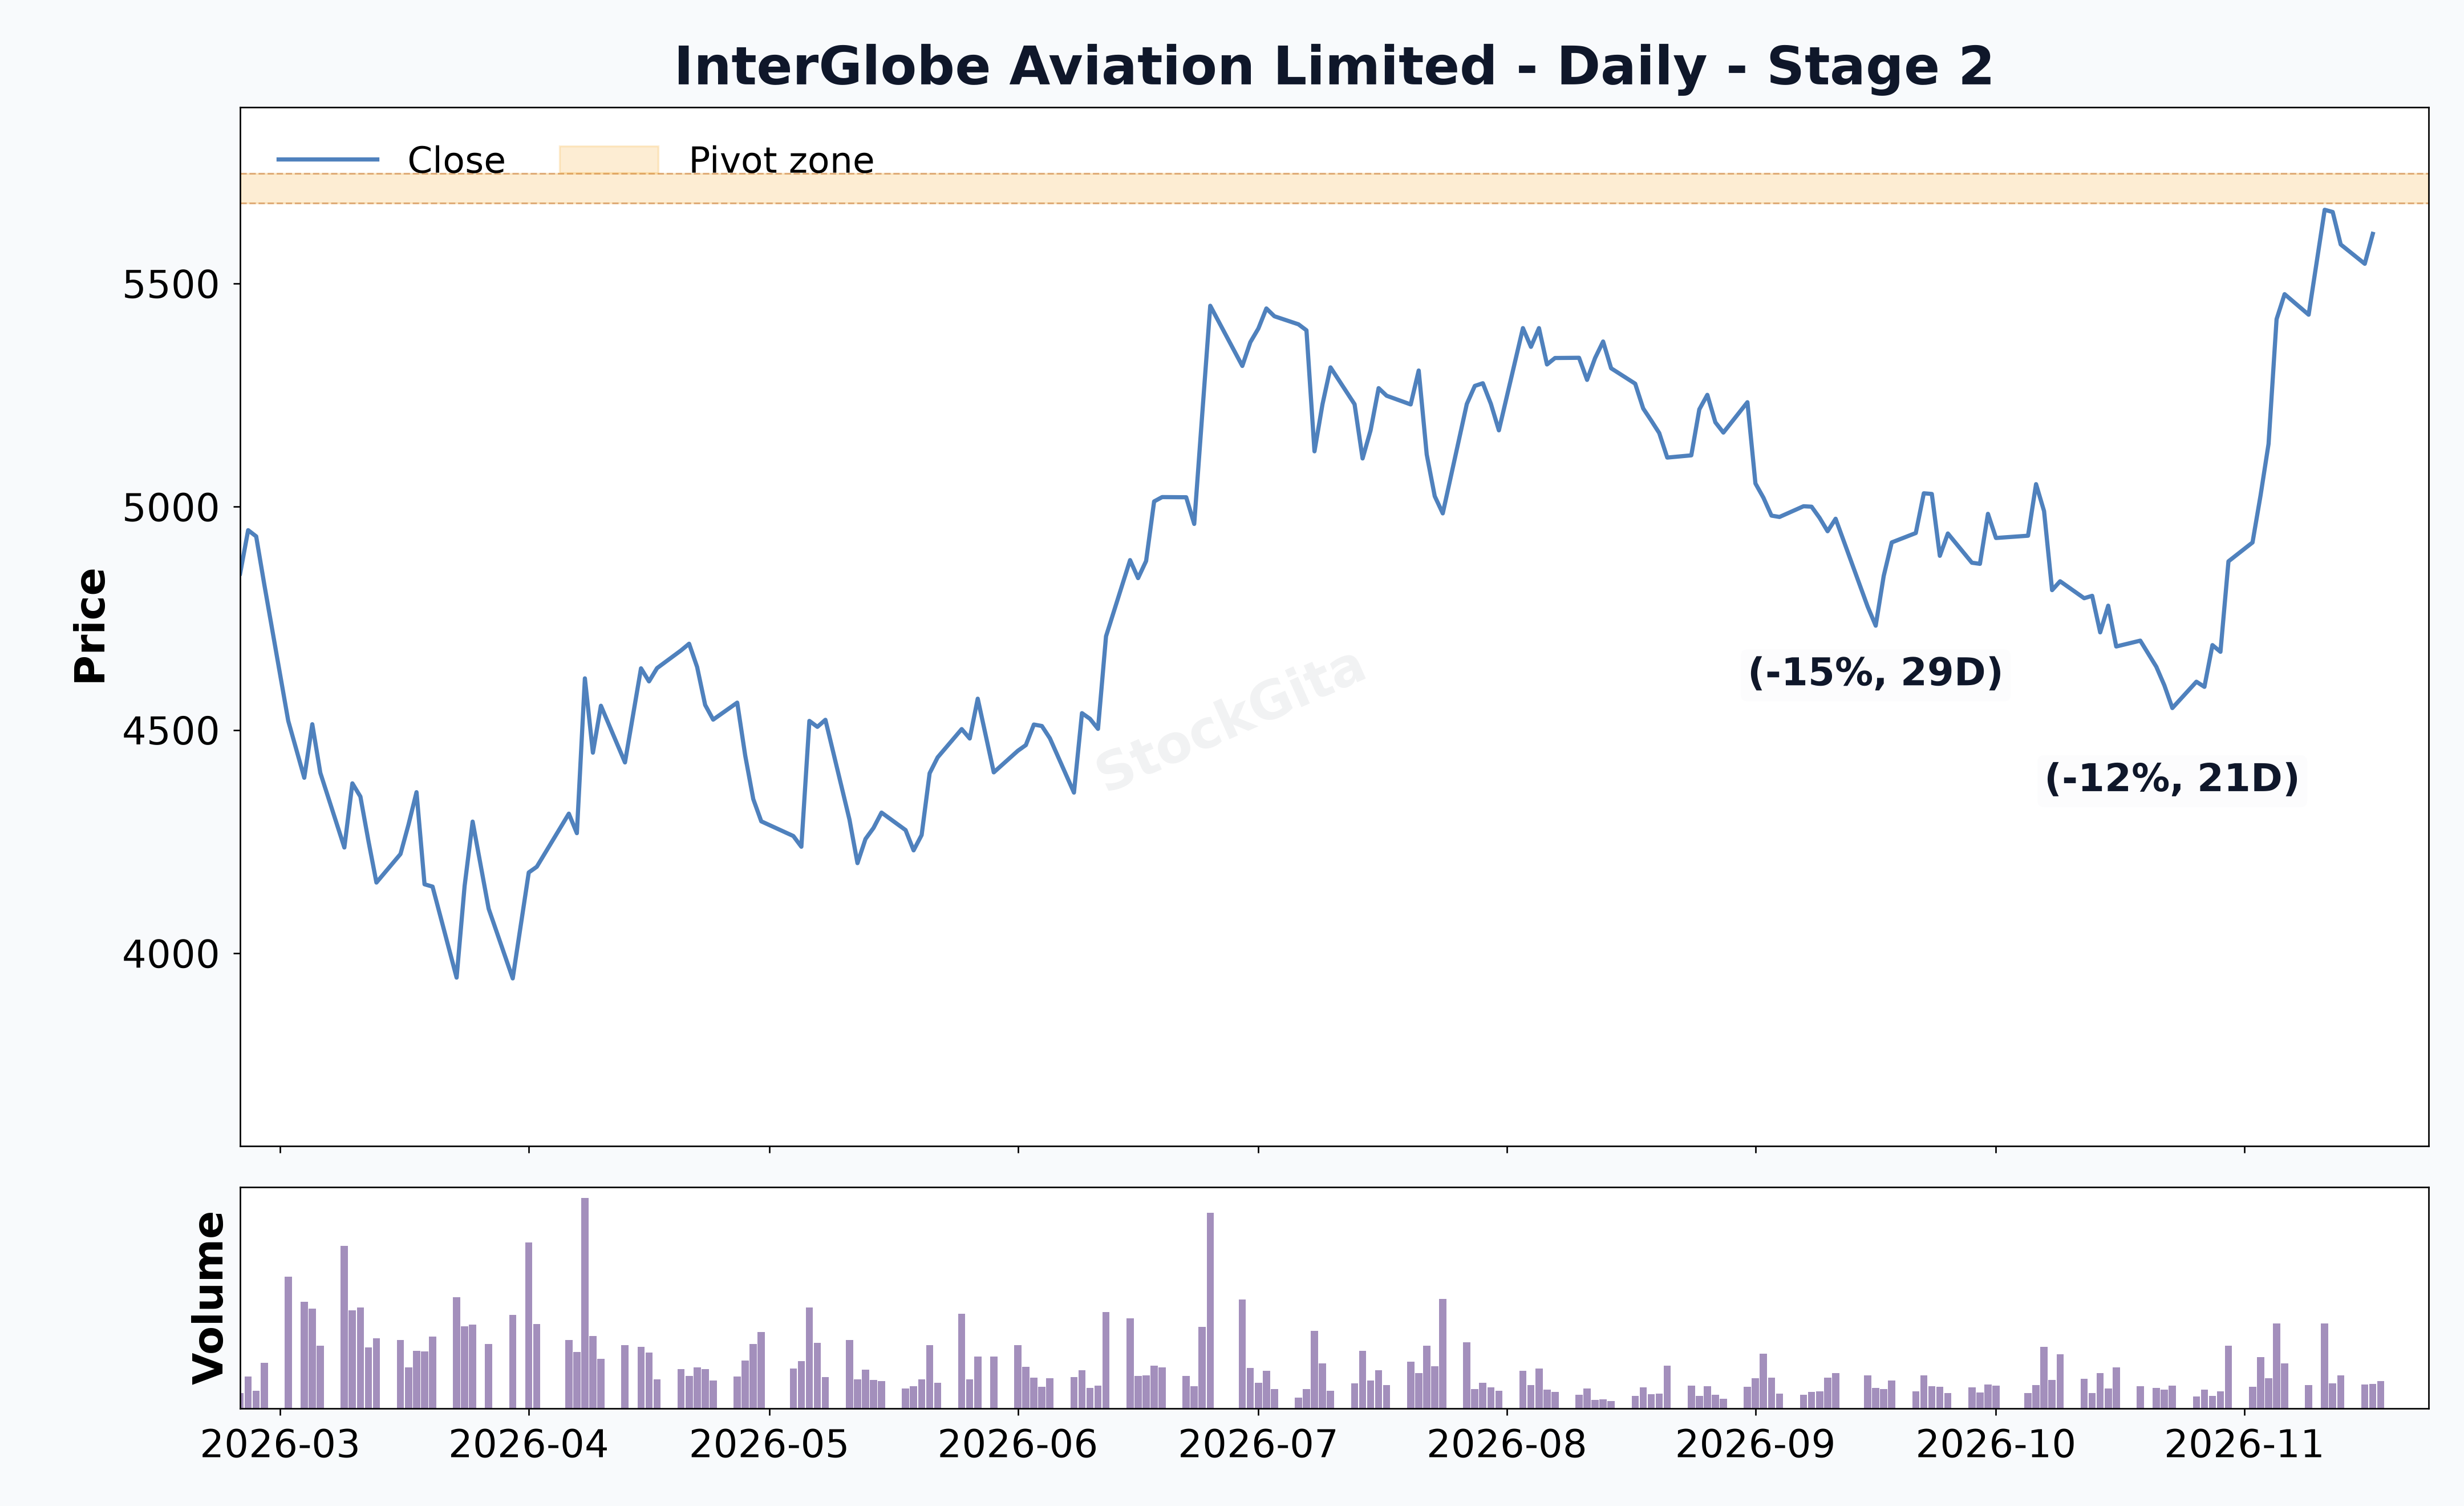 InterGlobe Aviation Limited - Daily - Stage 2
Close
Pivot zone
5500
5000
4500
4000
Price
StockGita
(-15%, 29D)
(-12%, 21D)
Volume
2026-03
2026-04
2026-05
2026-06
2026-07
2026-08
2026-09
2026-10
2026-11